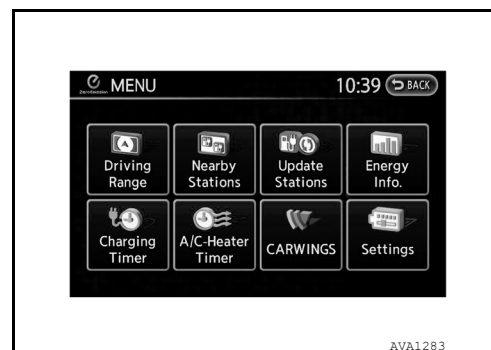 MENU
10:39
BACK
Driving
Range
Nearby
Stations
Update
Stations
Energy
Info.
Charging
Timer
A/C-Heater
Timer
CARWINGS
Settings
AVA1283